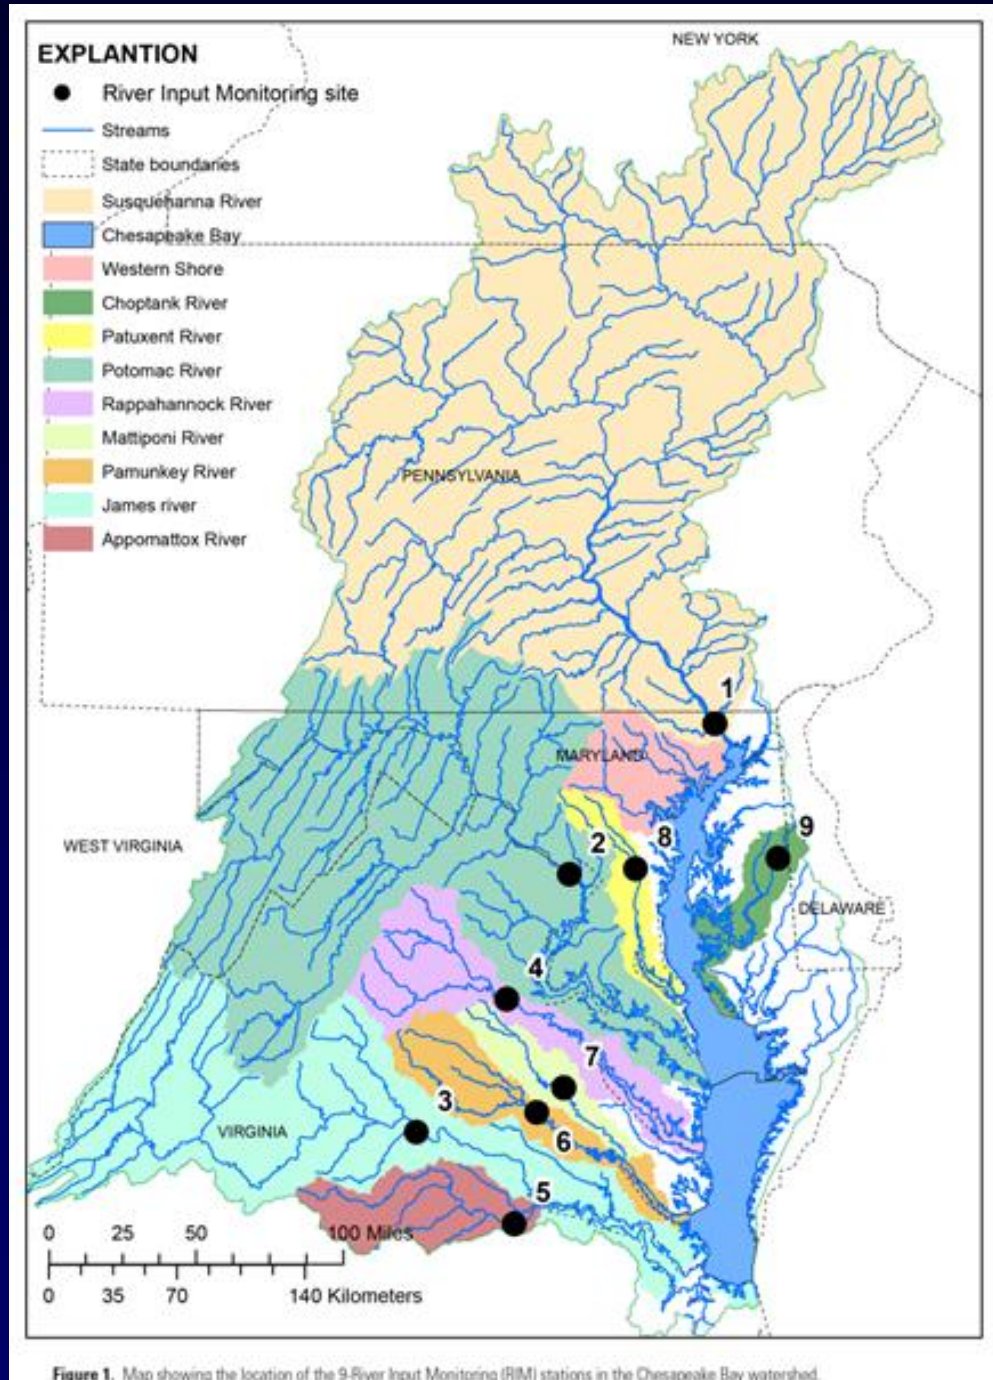 EXPLANTION
River Input Monitoring site
Streams
State boundaries
Susquehanna River
Chesapeake Bay
Western Shore
Choptank River
Patuxent River
Potomac River
Rappahannock River
Mattiponi River
Pamunkey River
James river
Appomattox River
NEW YORK
PENNSYLVANIA
1
MARYLAND
WEST VIRGINIA
2
8
9
DELAWARE
4
7
3
VIRGINIA
6
5
0 25 50 100 Miles
0 35 70 140 Kilometers
Figure 1. Map showing the location of the 9-River Input Monitoring (RIM) stations in the Chesapeake Bay watershed.